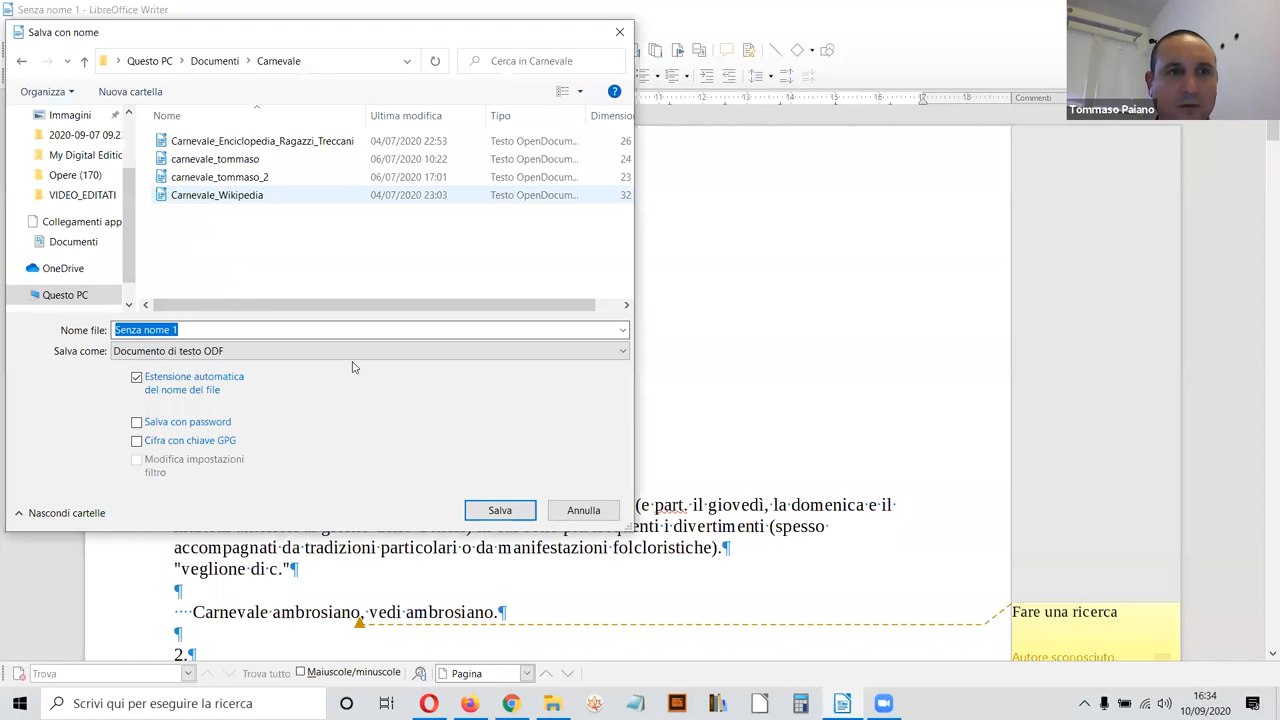 Senza nome 1 - LibreOffice Writer
Salva con nome
Questo PC > Documenti > Carnevale
Cerca in Carnevale
Organizza
Nuova cartella
Nome
Ultima modifica
Tipo
Dimensio
Immagini
2020-09-07 09.2
My Digital Editic
Opere (170)
VIDEO_EDITATI
Collegamenti app
Documenti
OneDrive
Questo PC
Carnevale_Enciclopedia_Ragazzi_Treccani 04/07/2020 22:53 Testo OpenDocum... 26
carnevale_tommaso 06/07/2020 10:22 Testo OpenDocum... 24
carnevale_tommaso_2 06/07/2020 17:01 Testo OpenDocum... 23
Carnevale_Wikipedia 04/07/2020 23:03 Testo OpenDocum... 32
Nome file: Senza nome 1
Salva come: Documento di testo ODF
Estensione automatica
del nome del file
Salva con password
Cifra con chiave GPG
Modifica impostazioni
filtro
Nascondi cartelle
Salva
Annulla
11 12 13 14 15 16 17 18
Commenti
Tommaso Paiano
(e part. il giovedì, la domenica e il
i divertimenti (spesso
accompagnati da tradizioni particolari o da manifestazioni folcloristiche).¶
"veglione di c."¶
¶
Carnevale ambrosiano, vedi ambrosiano.¶
¶
2.¶
Fare una ricerca
Autore sconosciuto
Trova
Trova tutto
Maiuscole/minuscole
Pagina
Scrivi qui per eseguire la ricerca
16:34
10/09/2020